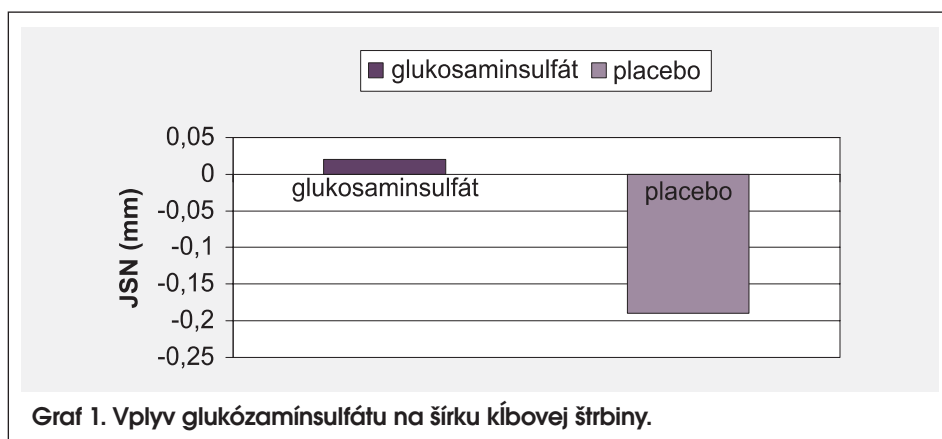 glukosaminsulfát placebo
JSN (mm)
0,05
0
-0,05
-0,1
-0,15
-0,2
-0,25
glukosaminsulfát
placebo
Graf 1. Vplyv glukózamínsulfátu na šírku kĺbovej štrbiny.